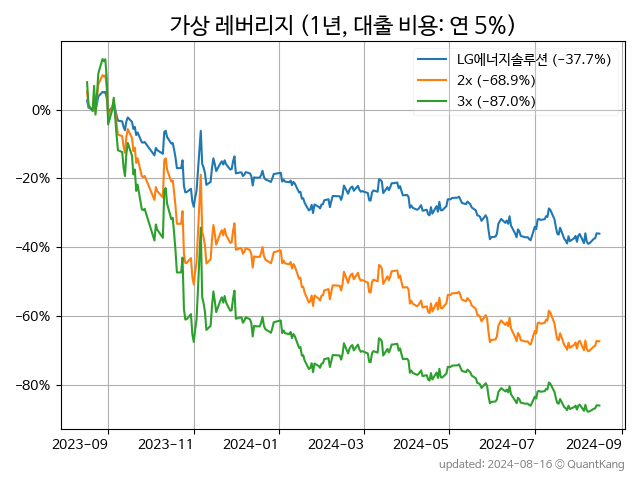 가상 레버리지 (1년, 대출 비용: 연 5%)
LG에너지솔루션 (−37.7%)
2x (−68.9%)
3x (−87.0%)
0%
−20%
−40%
−60%
−80%
2023-09 2023-11 2024-01 2024-03 2024-05 2024-07 2024-09
updated: 2024-08-16 © QuantKang